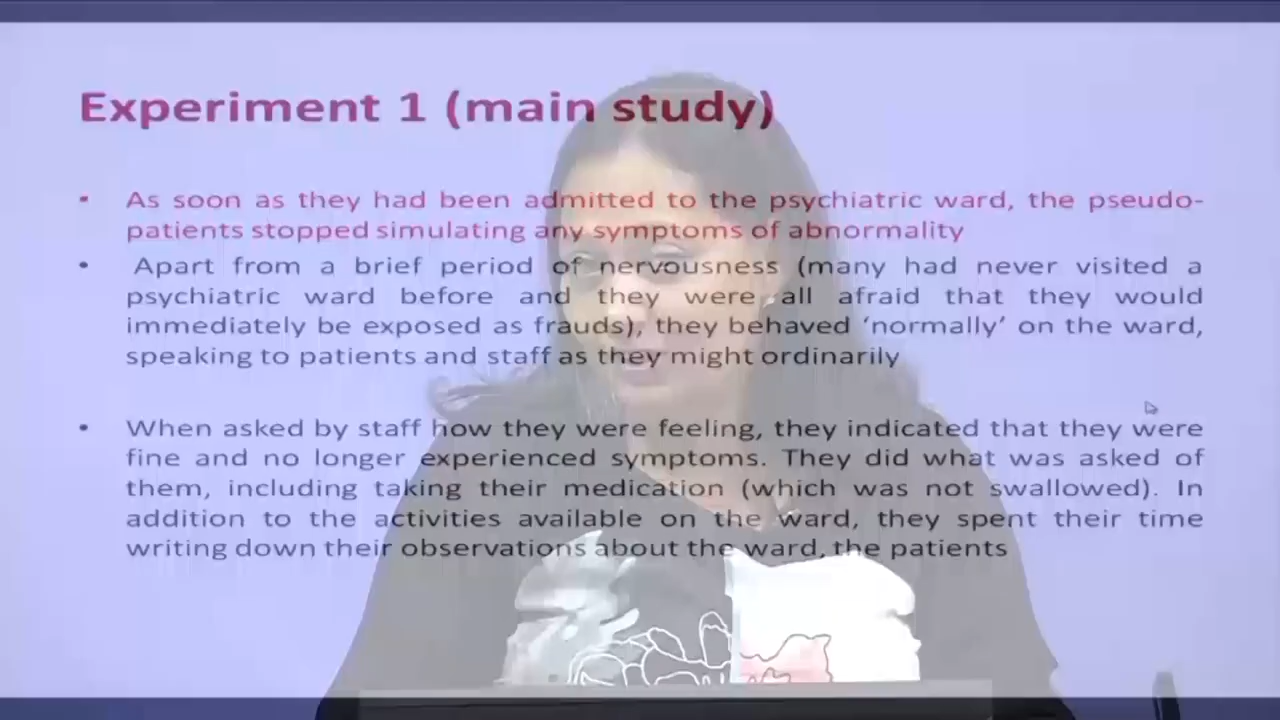 Experiment 1 (main study)
• As soon as they had been admitted to the psychiatric ward, the pseudo-
patients stopped simulating any symptoms of abnormality
• Apart from a brief period of nervousness (many had never visited a
psychiatric ward before and they were all afraid that they would
immediately be exposed as frauds), they behaved ‘normally’ on the ward,
speaking to patients and staff as they might ordinarily
• When asked by staff how they were feeling, they indicated that they were
fine and no longer experienced symptoms. They did what was asked of
them, including taking their medication (which was not swallowed). In
addition to the activities available on the ward, they spent their time
writing down their observations about the ward, the patients